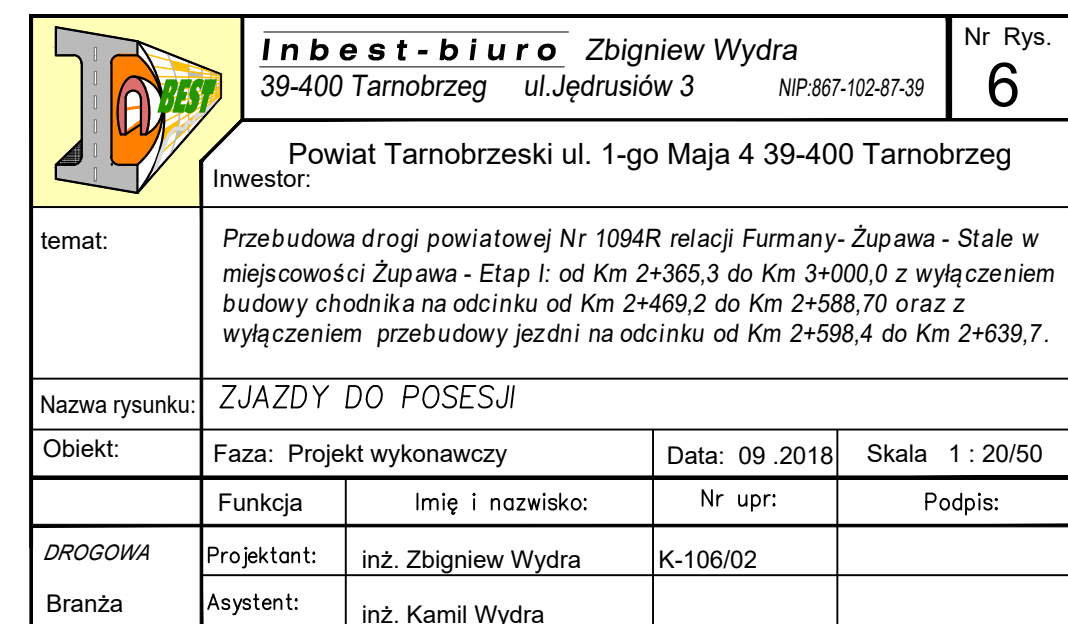 BEST
Inbest-biuro Zbigniew Wydra
39-400 Tarnobrzeg ul.Jędrusiów 3 NIP:867-102-87-39
Nr Rys.
6
Powiat Tarnobrzeski ul. 1-go Maja 4 39-400 Tarnobrzeg
Inwestor:
temat:
Przebudowa drogi powiatowej Nr 1094R relacji Furmany- Żupawa - Stale w
miejscowości Żupawa - Etap I: od Km 2+365,3 do Km 3+000,0 z wyłączeniem
budowy chodnika na odcinku od Km 2+469,2 do Km 2+588,70 oraz z
wyłączeniem przebudowy jezdni na odcinku od Km 2+598,4 do Km 2+639,7.
Nazwa rysunku: ZJAZDY DO POSESJI
Obiekt: Faza: Projekt wykonawczy Data: 09 .2018 Skala 1 : 20/50
Funkcja Imię i nazwisko: Nr upr: Podpis:
DROGOWA Projektant: inż. Zbigniew Wydra K-106/02
Branża Asystent: inż. Kamil Wydra